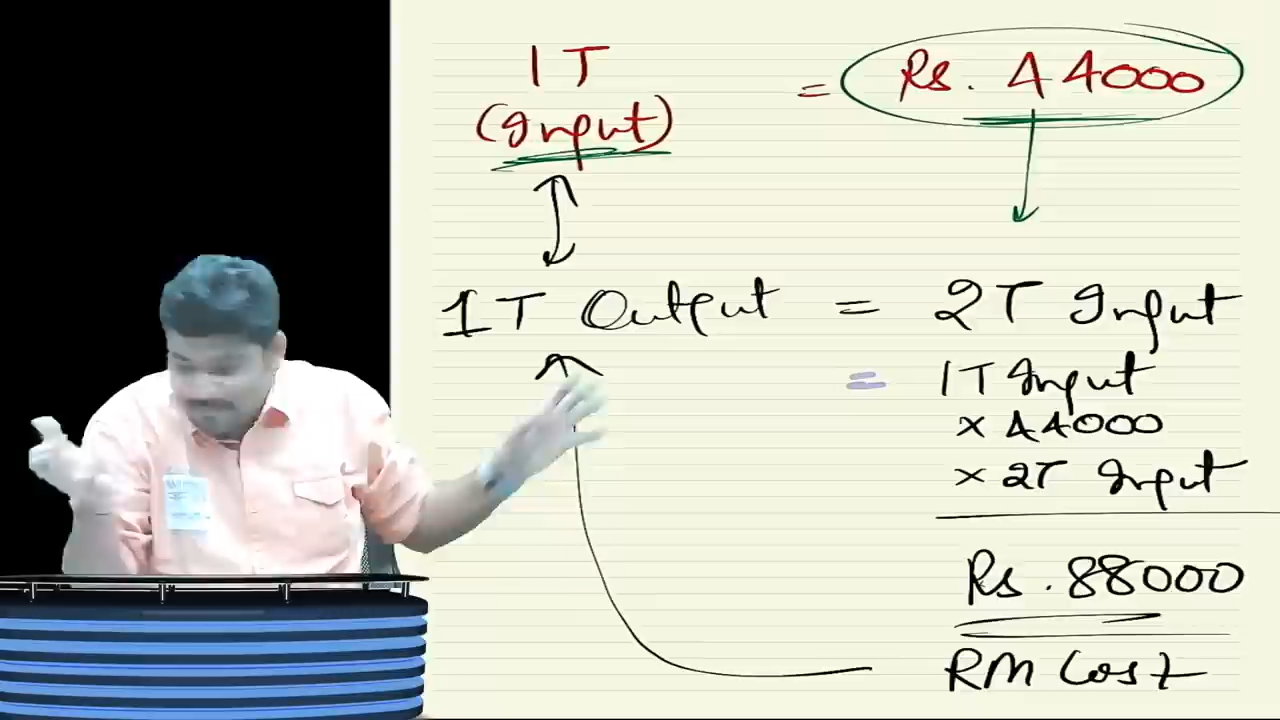 1T = Rs. 44000
(Input)
1T Output = 2T Input
= 1T Input
× 44000
× 2T Input
Rs. 88000
RM Cost